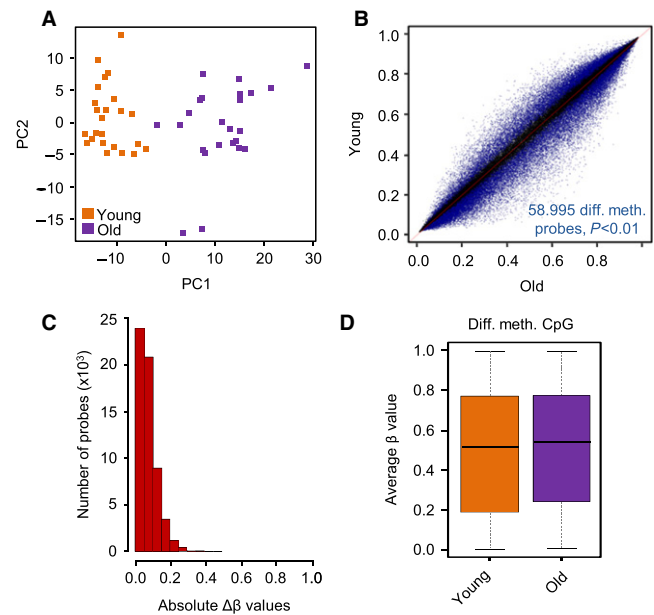 A
PC2
10
5
0
–5
–10
–15
Young
Old
–10
0
10
20
30
PC1
B
Young
1.0
0.8
0.6
0.4
0.2
0.0
58.995 diff. meth.
probes, P<0.01
0.0
0.2
0.4
0.6
0.8
Old
C
Number of probes (x10³)
25
20
15
10
5
0
0.0
0.2
0.4
0.6
0.8
1.0
Absolute Δβ values
D
Diff. meth. CpG
Average β value
1.0
0.8
0.6
0.4
0.2
0.0
Young
Old